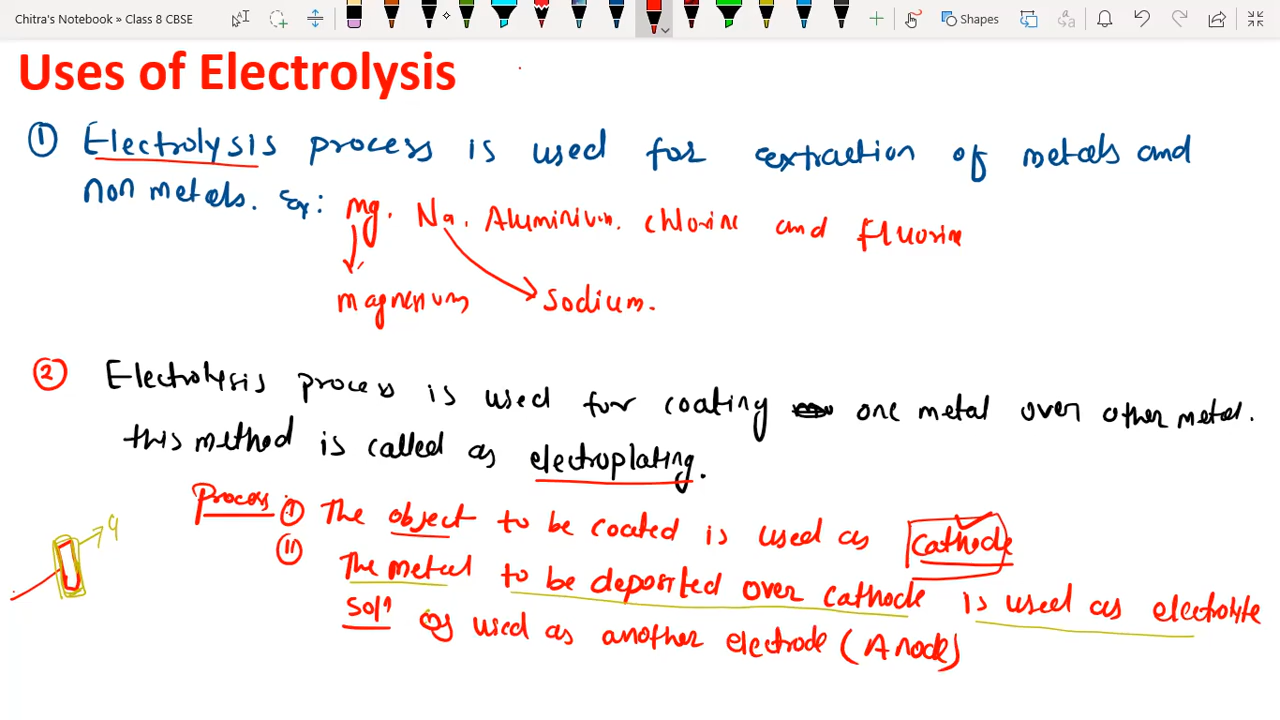 Chitra's Notebook » Class 8 CBSE
Shapes
Uses of Electrolysis
① Electrolysis process is used for extraction of metals and
non metals. Ex: Mg. Na. Aluminium. chlorine and fluorine
magnesium sodium.
② Electrolysis process is used for coating one metal over other metal.
this method is called as electroplating.
Process: ① The object to be coated is used as cathode
② The metal to be deposited over cathode is used as electrolyte
Solⁿ used as another electrode (Anode)